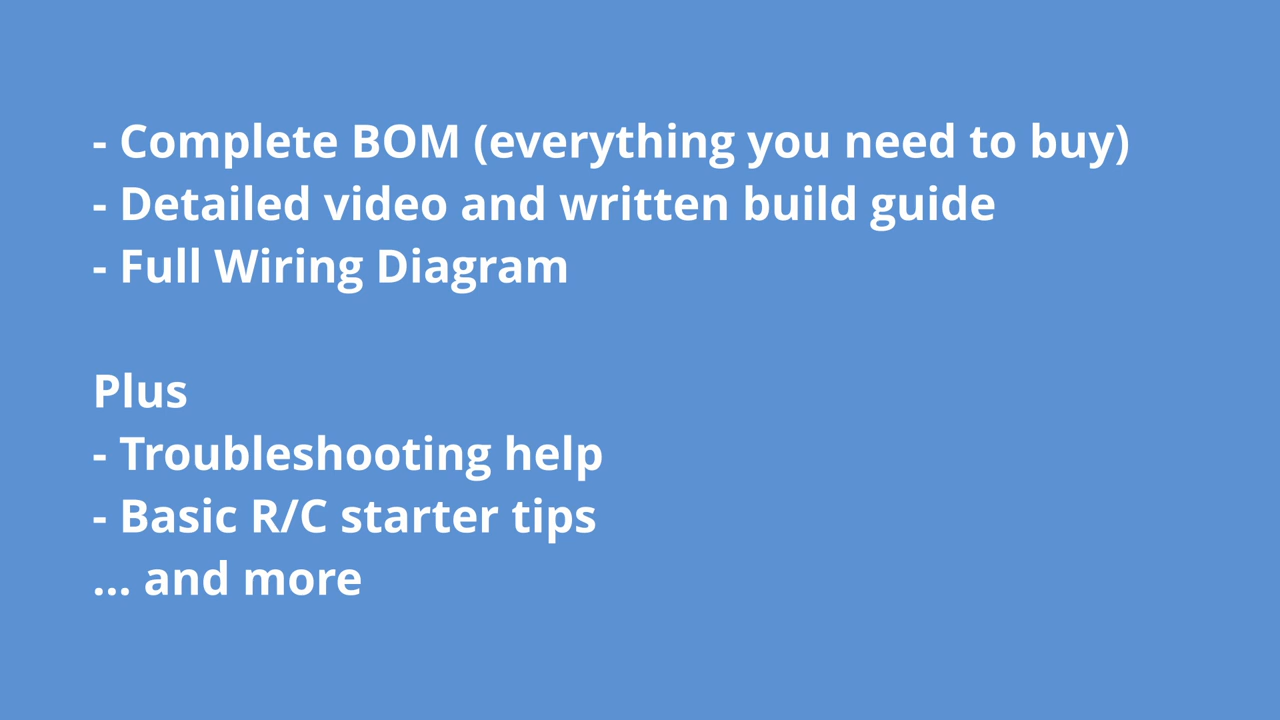 - Complete BOM (everything you need to buy)
- Detailed video and written build guide
- Full Wiring Diagram
Plus
- Troubleshooting help
- Basic R/C starter tips
... and more